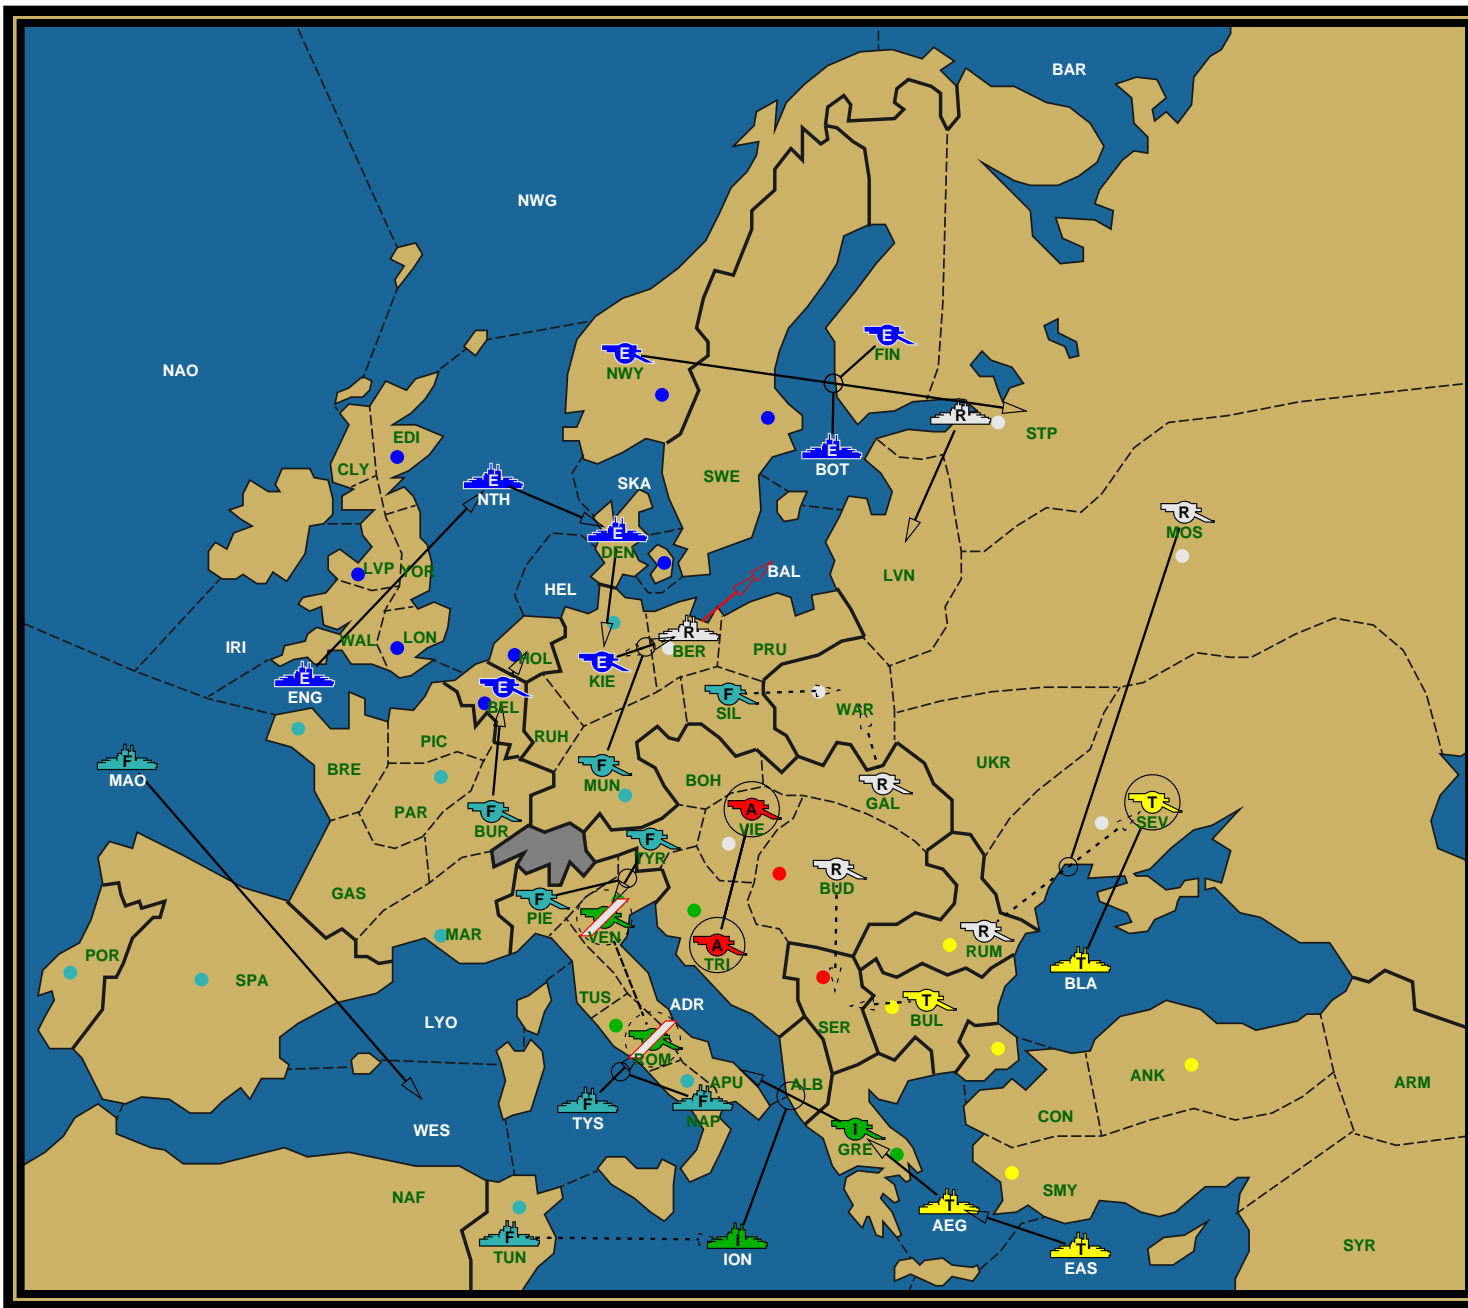 BAR
NWG
NAO
E
FIN
E
NWY
R
STP
EDI
CLY
E
BOT
SWE
SKA
E
NTH
R
MOS
E
DEN
LVP
YOR
BAL
LVN
HEL
IRI
WAL
LON
R
BER
PRU
HOL
E
KIE
E
ENG
E
BEL
F
SIL
WAR
RUH
PIC
BRE
F
MAO
F
MUN
BOH
R
GAL
UKR
PAR
F
BUR
A
VIE
T
SEV
F
TYR
R
BUD
GAS
F
PIE
VEN
MAR
A
TRI
R
RUM
POR
SPA
T
BLA
TUS
ADR
T
BUL
LYO
SER
ROM
ANK
APU
ALB
ARM
F
TYS
F
NAP
CON
WES
I
GRE
NAF
SMY
T
AEG
F
TUN
I
ION
T
EAS
SYR